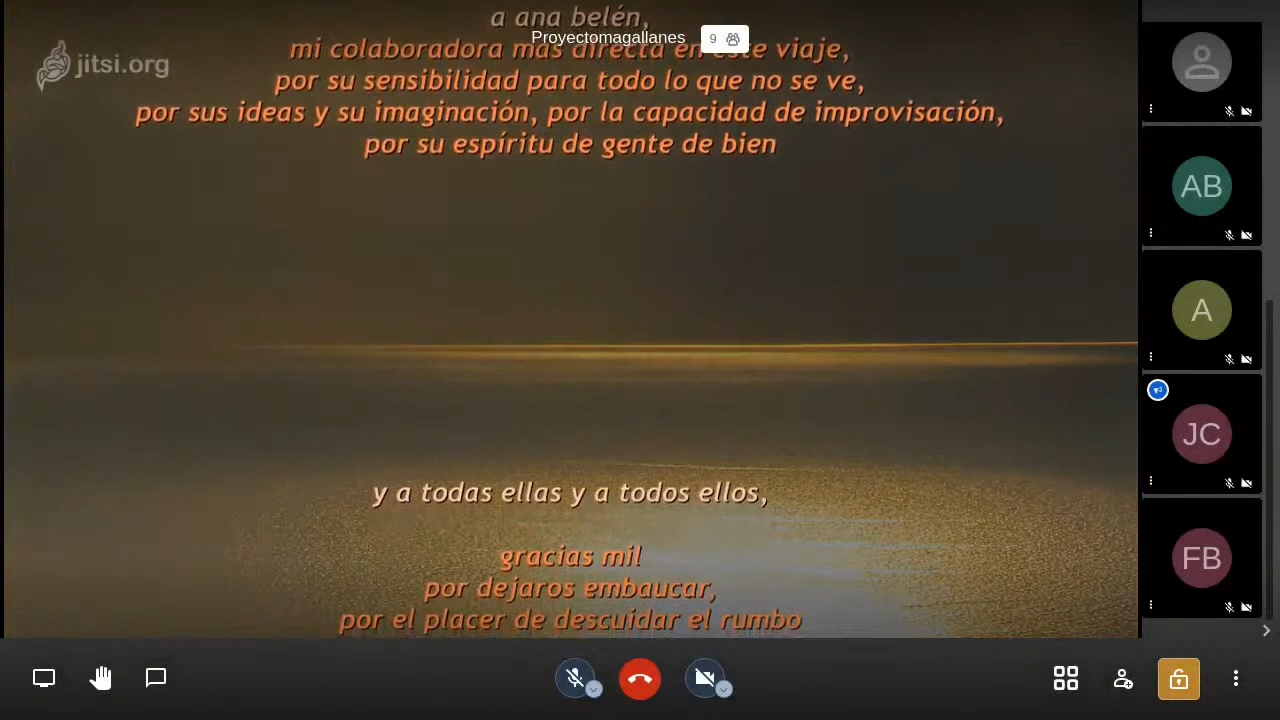 a ana belén,
Proyectomagallanes 9
mi colaboradora más directa en este viaje,
jitsi.org
por su sensibilidad para todo lo que no se ve,
por sus ideas y su imaginación, por la capacidad de improvisación,
por su espíritu de gente de bien
AB
A
JC
y a todas ellas y a todos ellos,
gracias mil
FB
por dejaros embaucar,
por el placer de descuidar el rumbo